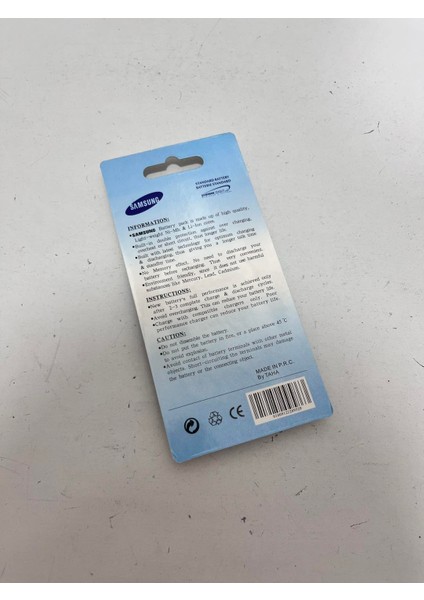 SAMSUNG
STANDARD BATTERY
BATTERIE STANDARD
INFORMATION:
•SAMSUNG Battery pack is made up of high quality,
Light-weight Ni-Mh & Li-Ion cores
•Built-in double protection against over charging,
overheat or short circuit, thus longer life.
•Built with latest technology for optimum charging
& discharging, thus giving you a longer talk time
& standby time
•No Memory effect. No need to discharge your
battery before recharging. Thus very convenient.
•Environment friendly, since it does not use harmful
substances like Mercury, Lead, Cadmium.
INSTRUCTIONS:
•New battery's full performance is achieved only
after 2-3 complete charge & discharge cycles.
•Avoid overcharging. This can reduce your battery life.
•Charge with compatible chargers only. Poor
performance charger can reduce your battery life.
CAUTION:
•Do not dismantle the battery.
•Do not put the battery in fire, or a place above 45℃
to avoid explosion.
•Avoid contact of battery terminals with other metal
objects. Short-circuiting the terminals may damage
the battery or the connecting object.
MADE IN P.R.C.
By TAHA
CE